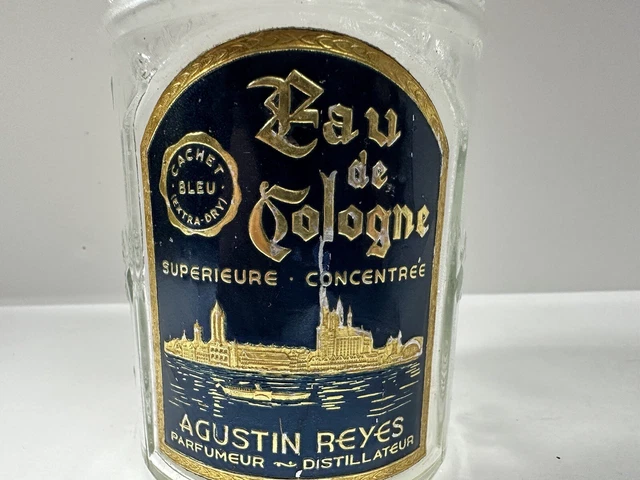 Eau
de
Cologne
CACHET
BLEU
(EXTRA-DRY)
SUPERIEURE · CONCENTRÉE
AGUSTIN REYES
PARFUMEUR ~ DISTILLATEUR